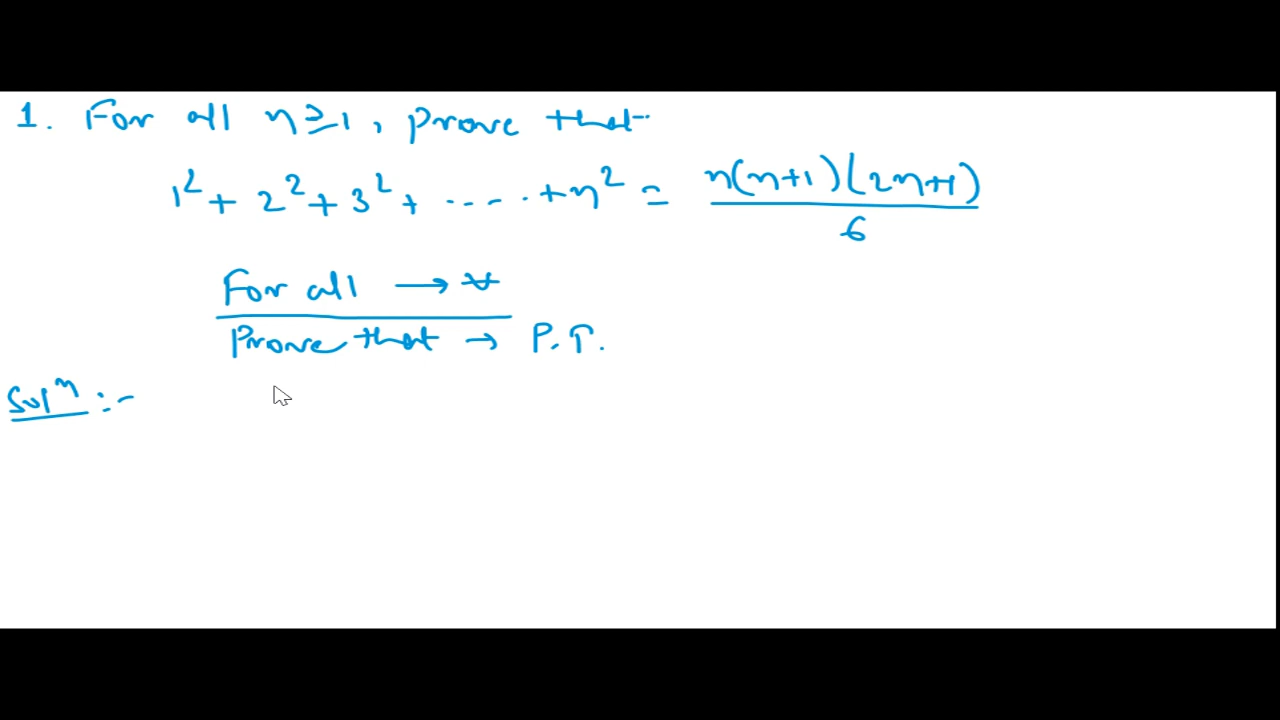 1. For all n≥1, prove that
1² + 2² + 3² + ..... + n² = n(n+1)(2n+1)/6
For all → ∀
Prove that → P.T.
Solⁿ :-